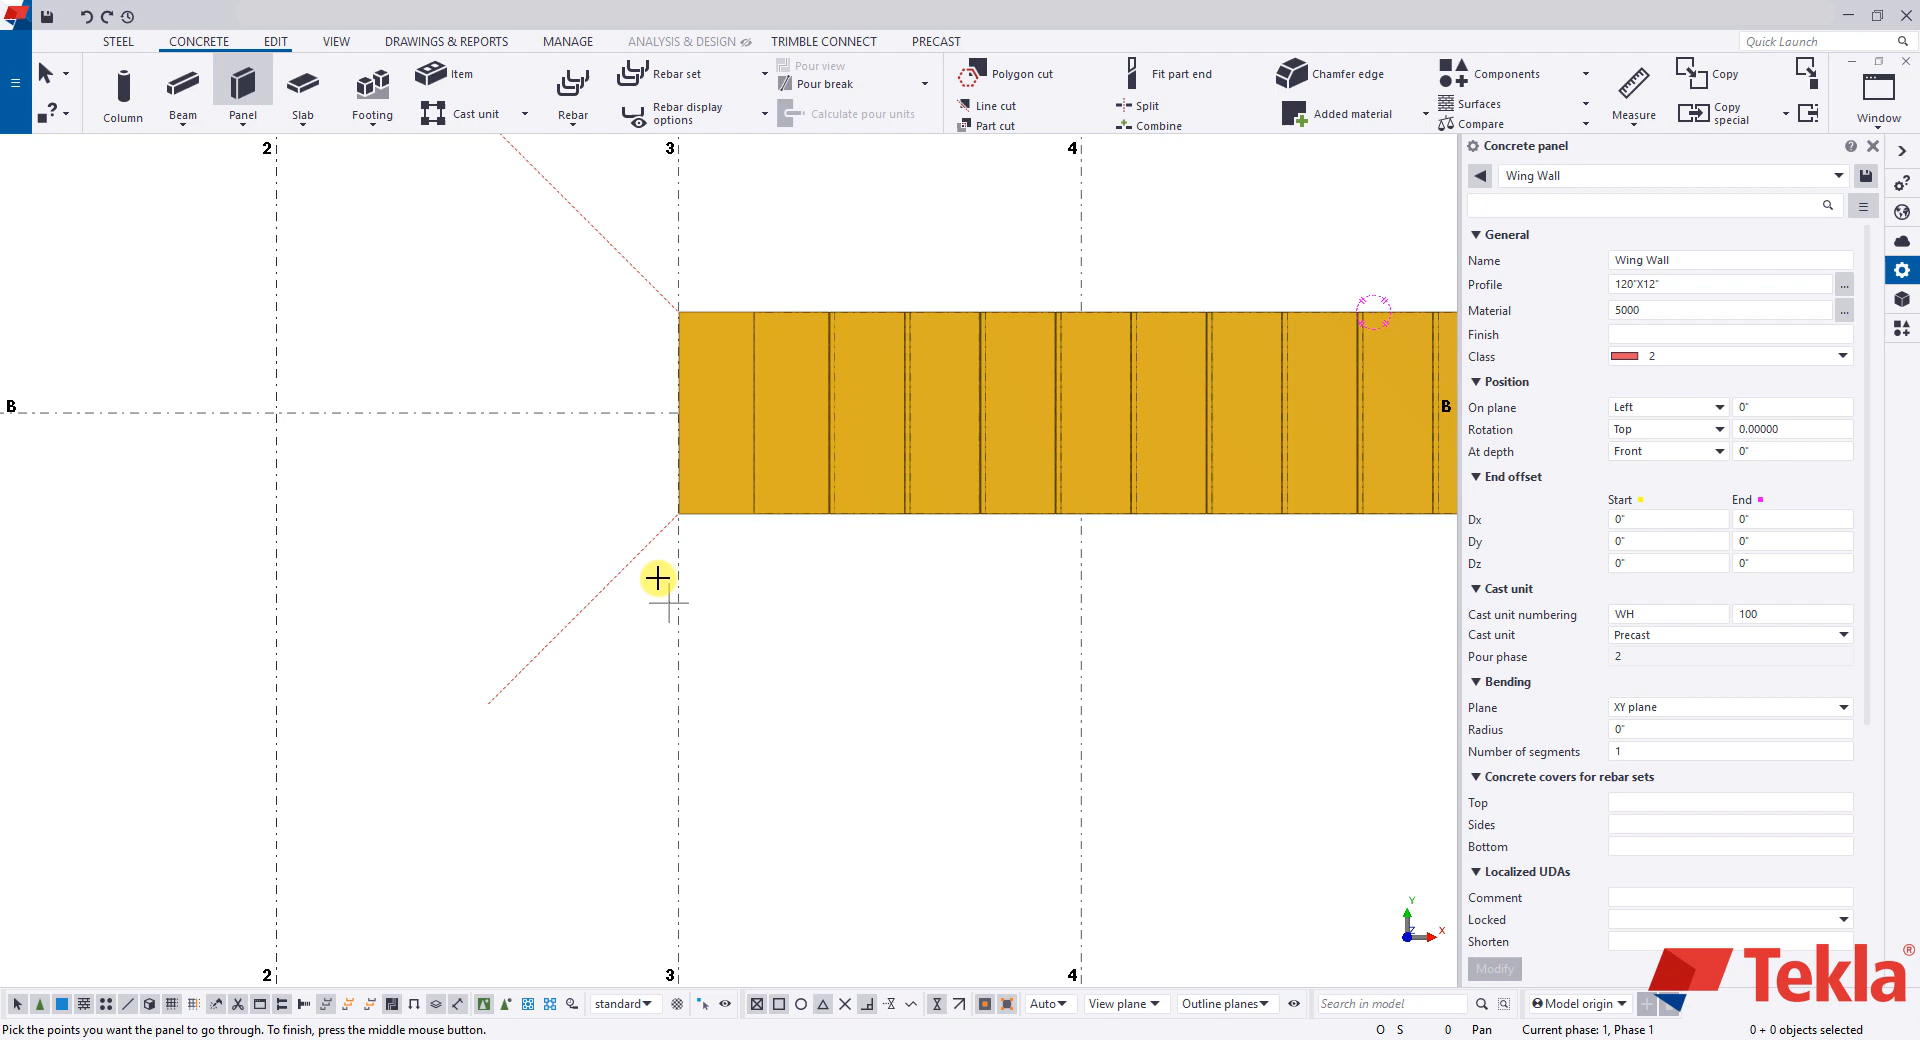 STEEL CONCRETE EDIT VIEW DRAWINGS & REPORTS MANAGE ANALYSIS & DESIGN TRIMBLE CONNECT PRECAST Quick Launch
Column
Beam
Panel
Slab
Footing
Item
Cast unit
Rebar
Rebar set
Rebar display
options
Pour view
Pour break
Calculate pour units
Polygon cut
Line cut
Part cut
Fit part end
Split
Combine
Chamfer edge
Added material
Components
Surfaces
Compare
Measure
Copy
Copy
special
Window
2
3
4
B
B
2
3
4
Y
Z
X
Concrete panel
Wing Wall
General
Name Wing Wall
Profile 120"X12" ...
Material 5000 ...
Finish
Class 2
Position
On plane Left 0"
Rotation Top 0.00000
At depth Front 0"
End offset
Start End
Dx 0" 0"
Dy 0" 0"
Dz 0" 0"
Cast unit
Cast unit numbering WH 100
Cast unit Precast
Pour phase 2
Bending
Plane XY plane
Radius 0"
Number of segments 1
Concrete covers for rebar sets
Top
Sides
Bottom
Localized UDAs
Comment
Locked
Shorten
Modify
Tekla®
standard Auto View plane Outline planes Search in model Model origin
Pick the points you want the panel to go through. To finish, press the middle mouse button. O S 0 Pan Current phase: 1, Phase 1 0 + 0 objects selected